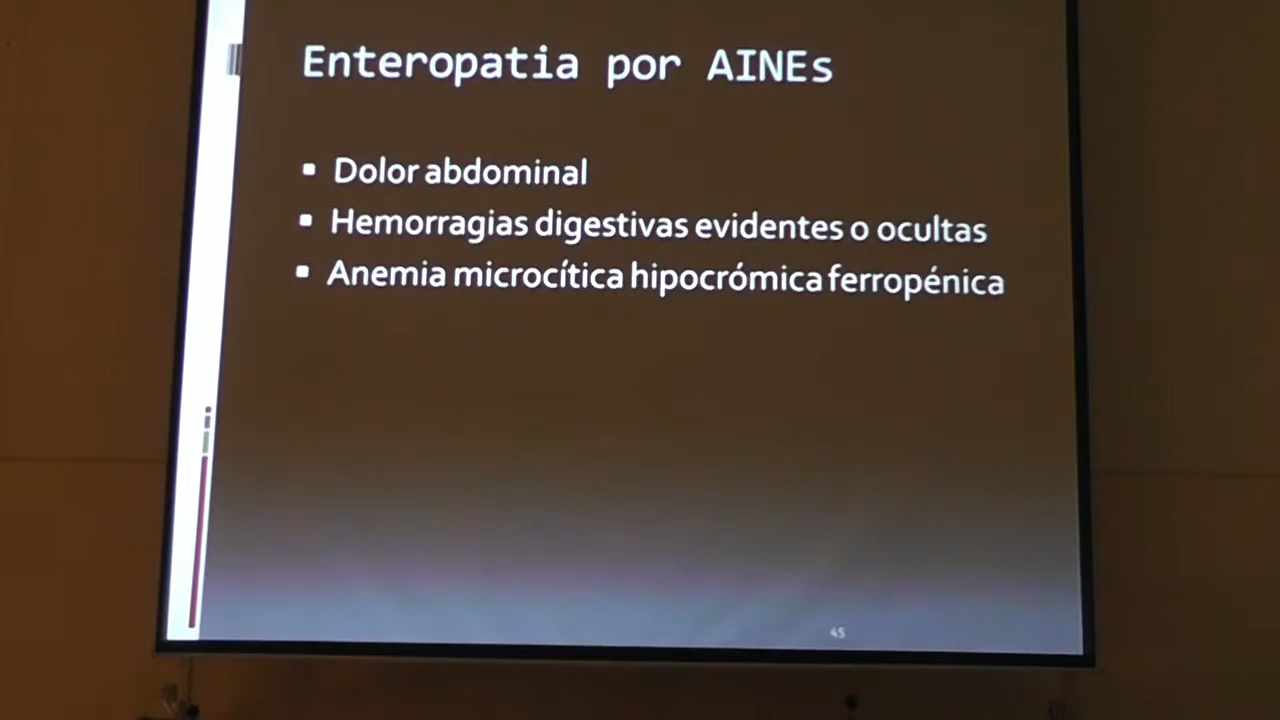 Enteropatia por AINEs
▪ Dolor abdominal
▪ Hemorragias digestivas evidentes o ocultas
▪ Anemia microcítica hipocrómica ferropénica
45